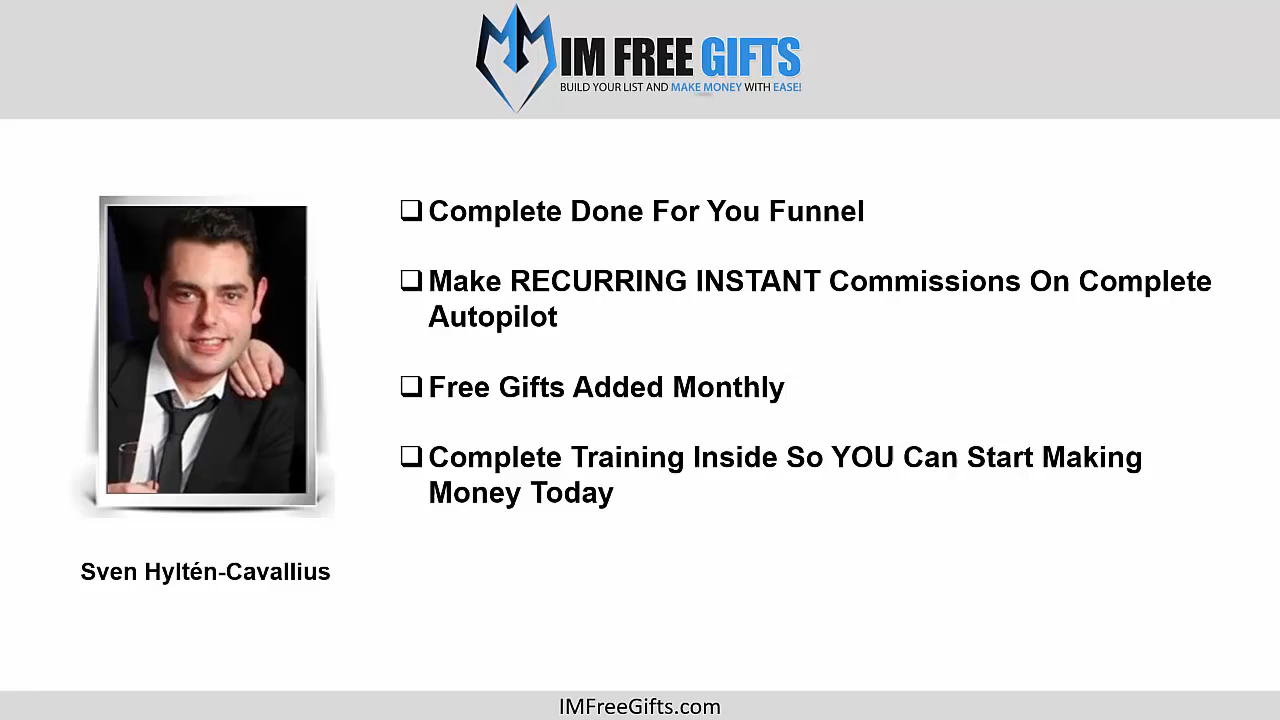 IM FREE GIFTS
BUILD YOUR LIST AND MAKE MONEY WITH EASE!
Complete Done For You Funnel
Make RECURRING INSTANT Commissions On Complete
Autopilot
Free Gifts Added Monthly
Complete Training Inside So YOU Can Start Making
Money Today
Sven Hyltén-Cavallius
IMFreeGifts.com